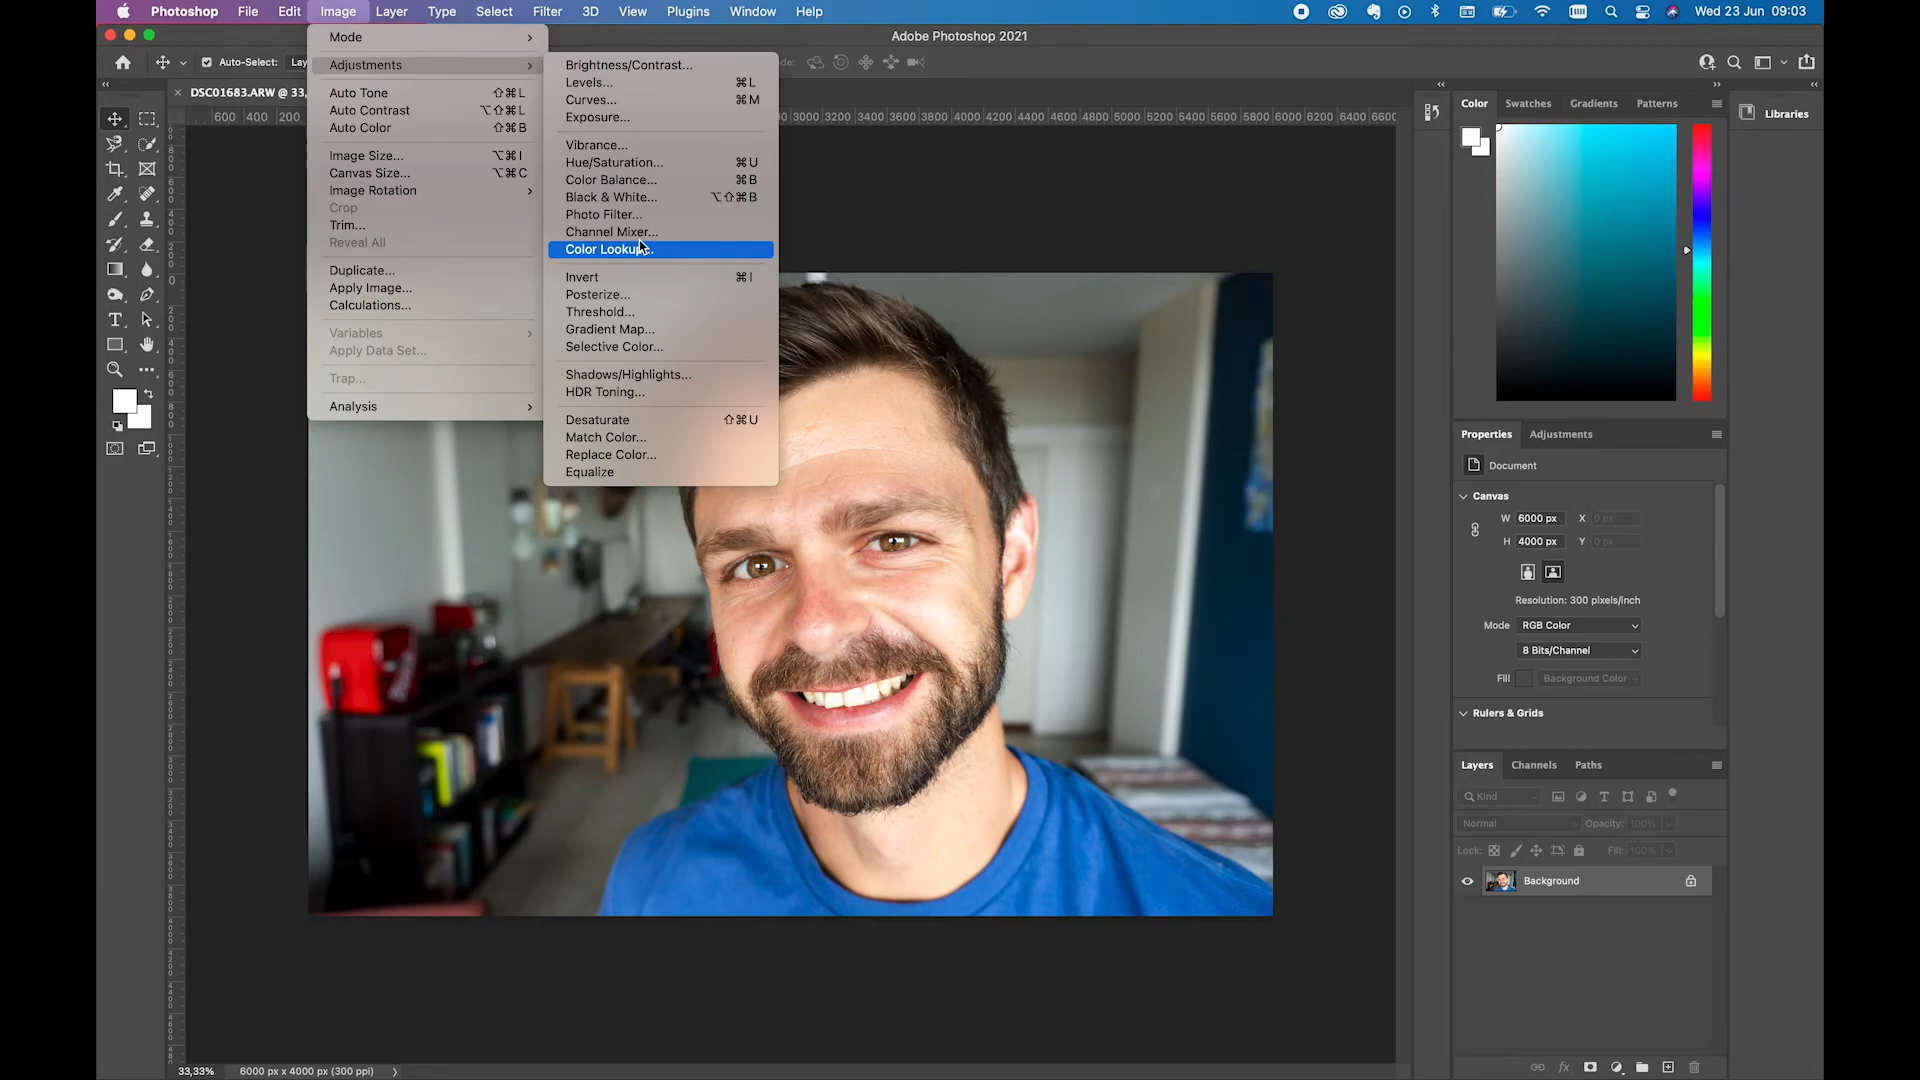 Photoshop File Edit Image Layer Type Select Filter 3D View Plugins Window Help Wed 23 Jun 09:03
Adobe Photoshop 2021
Auto-Select: Lay
de:
DSC01683.ARW @ 33,
600 400 200 3000 3200 3400 3600 3800 4000 4200 4400 4600 4800 5000 5200 5400 5600 5800 6000 6200 6400 6600
Mode
Adjustments
Auto Tone ⇧⌘L
Auto Contrast ⌥⇧⌘L
Auto Color ⇧⌘B
Image Size... ⌥⌘I
Canvas Size... ⌥⌘C
Image Rotation
Crop
Trim...
Reveal All
Duplicate...
Apply Image...
Calculations...
Variables
Apply Data Set...
Trap...
Analysis
Brightness/Contrast...
Levels... ⌘L
Curves... ⌘M
Exposure...
Vibrance...
Hue/Saturation... ⌘U
Color Balance... ⌘B
Black & White... ⌥⇧⌘B
Photo Filter...
Channel Mixer...
Color Lookup...
Invert ⌘I
Posterize...
Threshold...
Gradient Map...
Selective Color...
Shadows/Highlights...
HDR Toning...
Desaturate ⇧⌘U
Match Color...
Replace Color...
Equalize
Color Swatches Gradients Patterns
Libraries
Properties Adjustments
Document
Canvas
W 6000 px X 0 px
H 4000 px Y 0 px
Resolution: 300 pixels/inch
Mode RGB Color
8 Bits/Channel
Fill Background Color
Rulers & Grids
Layers Channels Paths
Kind
Normal Opacity: 100%
Lock: Fill: 100%
Background
fx
33,33% 6000 px x 4000 px (300 ppi)